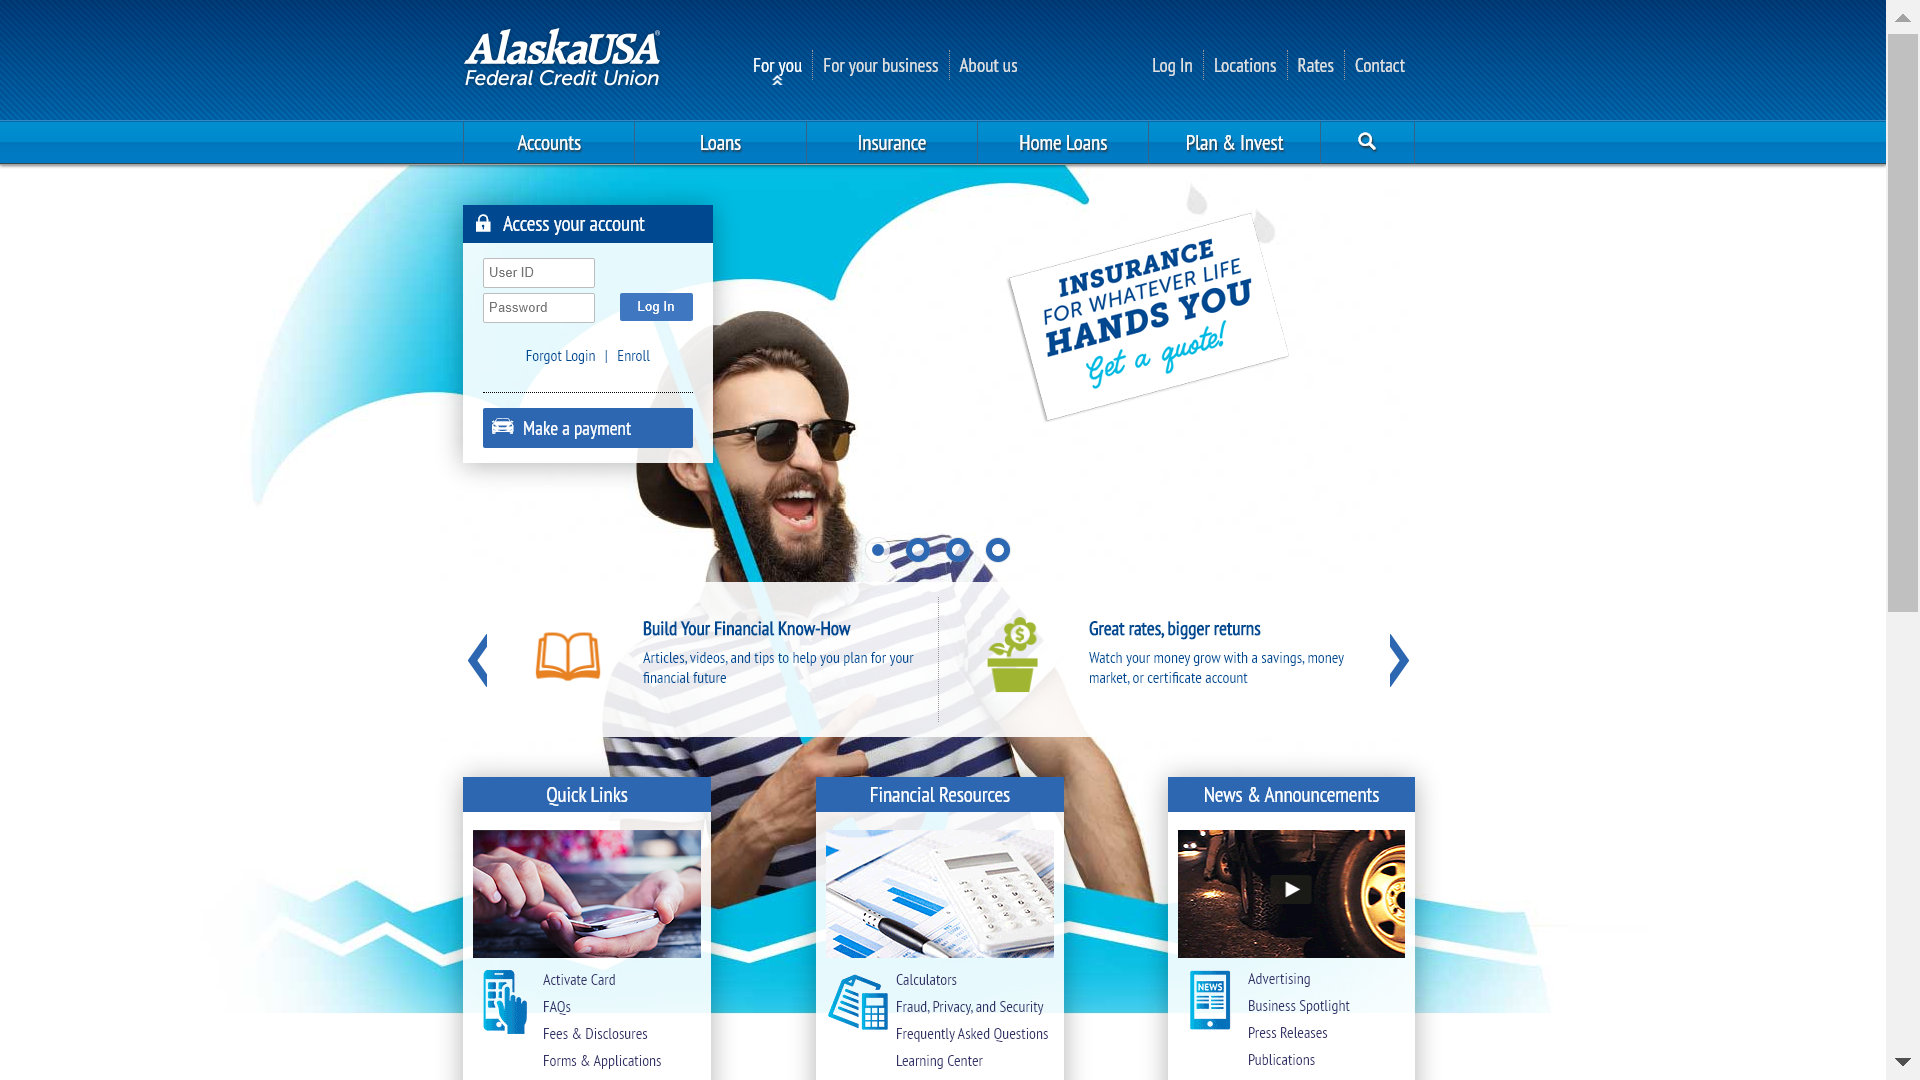 AlaskaUSA®
Federal Credit Union
For you
For your business
About us
Log In
Locations
Rates
Contact
Accounts
Loans
Insurance
Home Loans
Plan & Invest
Access your account
User ID
Password
Log In
Forgot Login | Enroll
Make a payment
INSURANCE
FOR WHATEVER LIFE
HANDS YOU
Get a quote!
Build Your Financial Know-How
Articles, videos, and tips to help you plan for your
financial future
$
Great rates, bigger returns
Watch your money grow with a savings, money
market, or certificate account
Quick Links
Activate Card
FAQs
Fees & Disclosures
Forms & Applications
Financial Resources
Calculators
Fraud, Privacy, and Security
Frequently Asked Questions
Learning Center
News & Announcements
NEWS
Advertising
Business Spotlight
Press Releases
Publications